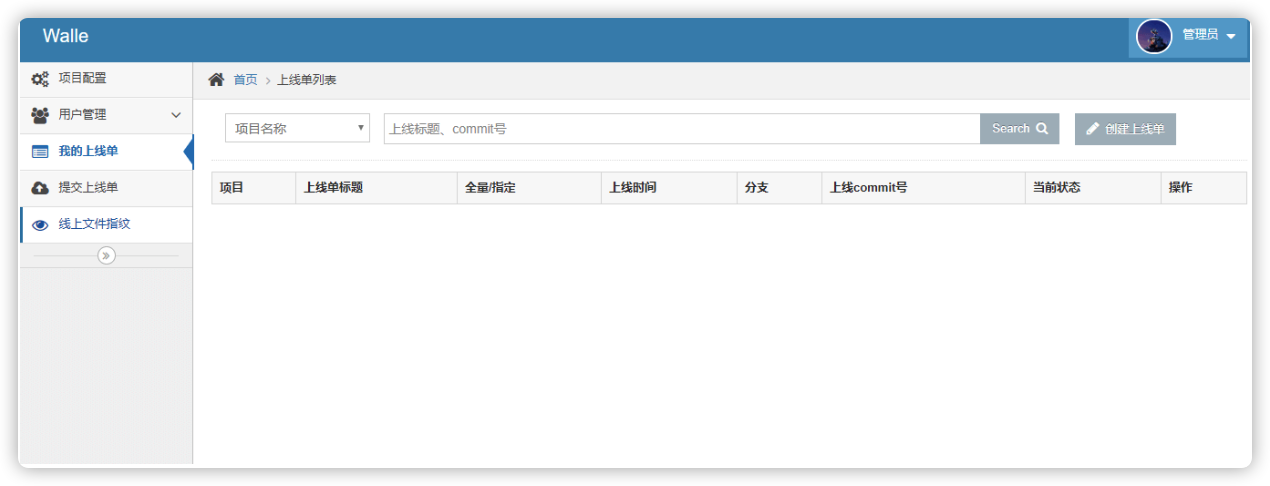 Walle
管理员
项目配置
用户管理
我的上线单
提交上线单
线上文件指纹
首页 > 上线单列表
项目名称 上线标题、commit号 Search 创建上线单
项目 上线单标题 全量/指定 上线时间 分支 上线commit号 当前状态 操作